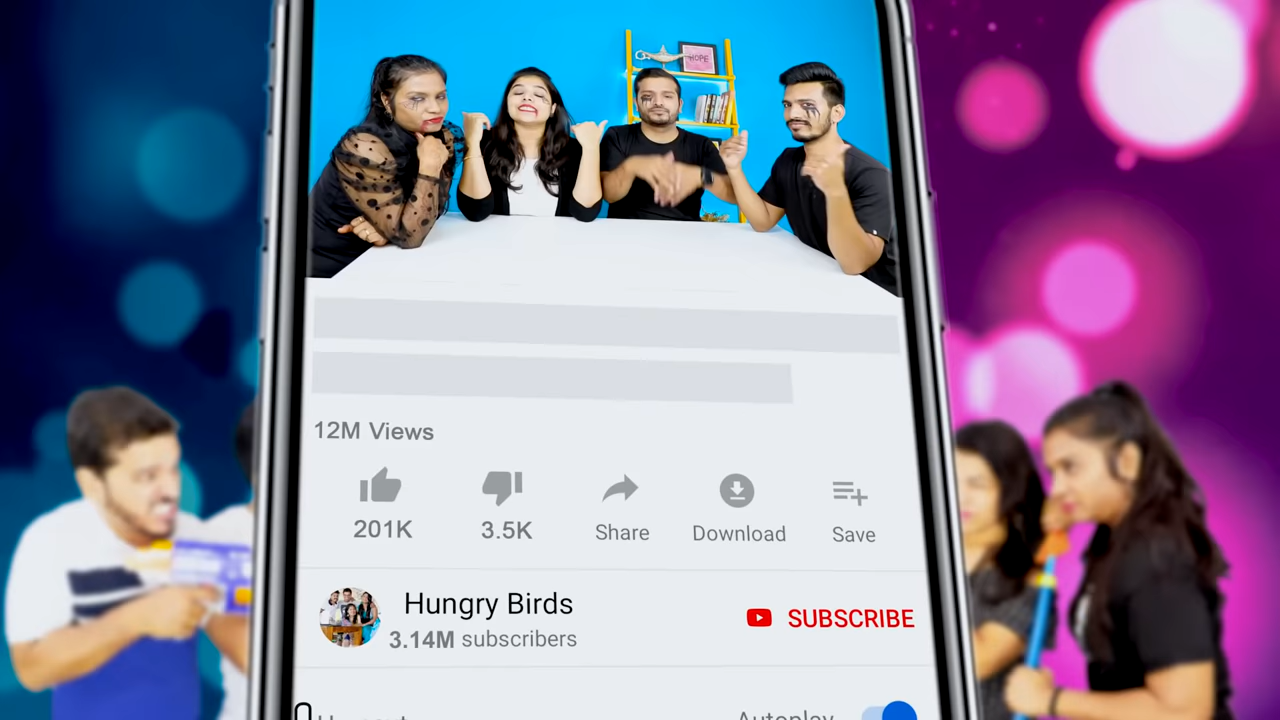 HOPE
12M Views
201K
3.5K
Share
Download
Save
Hungry Birds
3.14M subscribers
SUBSCRIBE
Autoplay